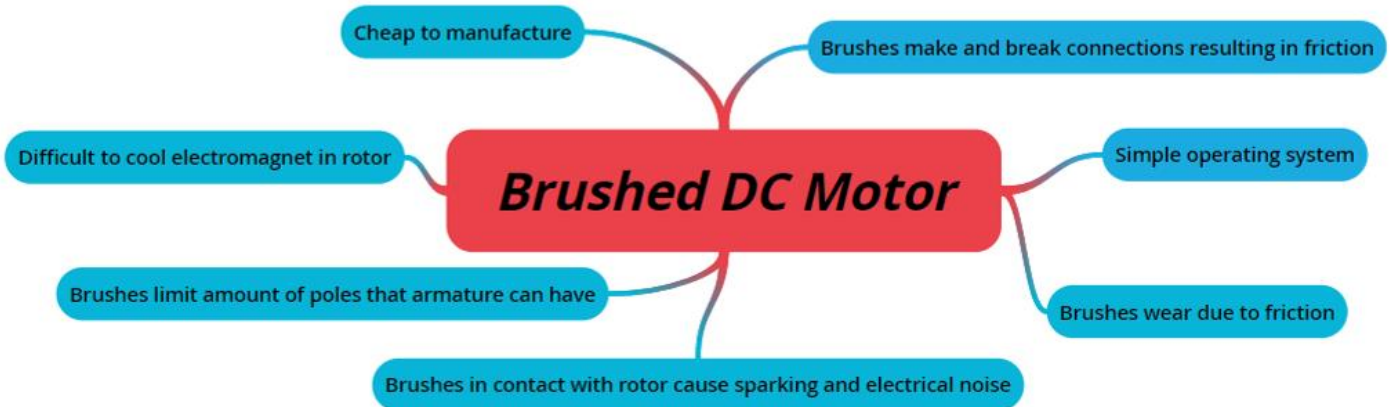 Cheap to manufacture
Brushes make and break connections resulting in friction
Difficult to cool electromagnet in rotor
Simple operating system
Brushed DC Motor
Brushes limit amount of poles that armature can have
Brushes wear due to friction
Brushes in contact with rotor cause sparking and electrical noise